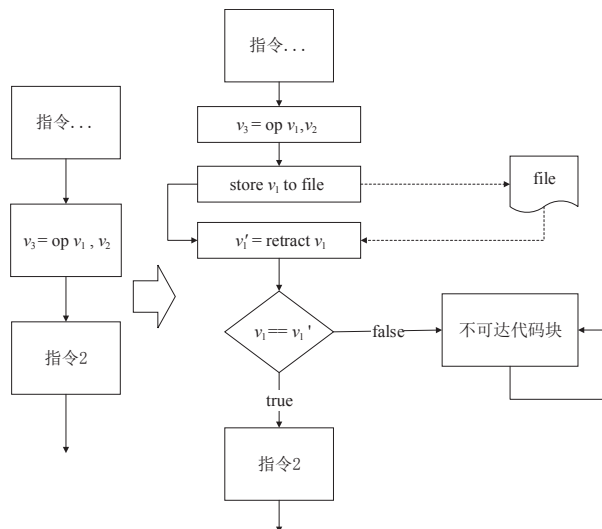 指令...
v₃ = op v₁ , v₂
指令2
指令...
v₃ = op v₁,v₂
store v₁ to file
file
v₁′ = retract v₁
v₁== v₁'
false
不可达代码块
true
指令2